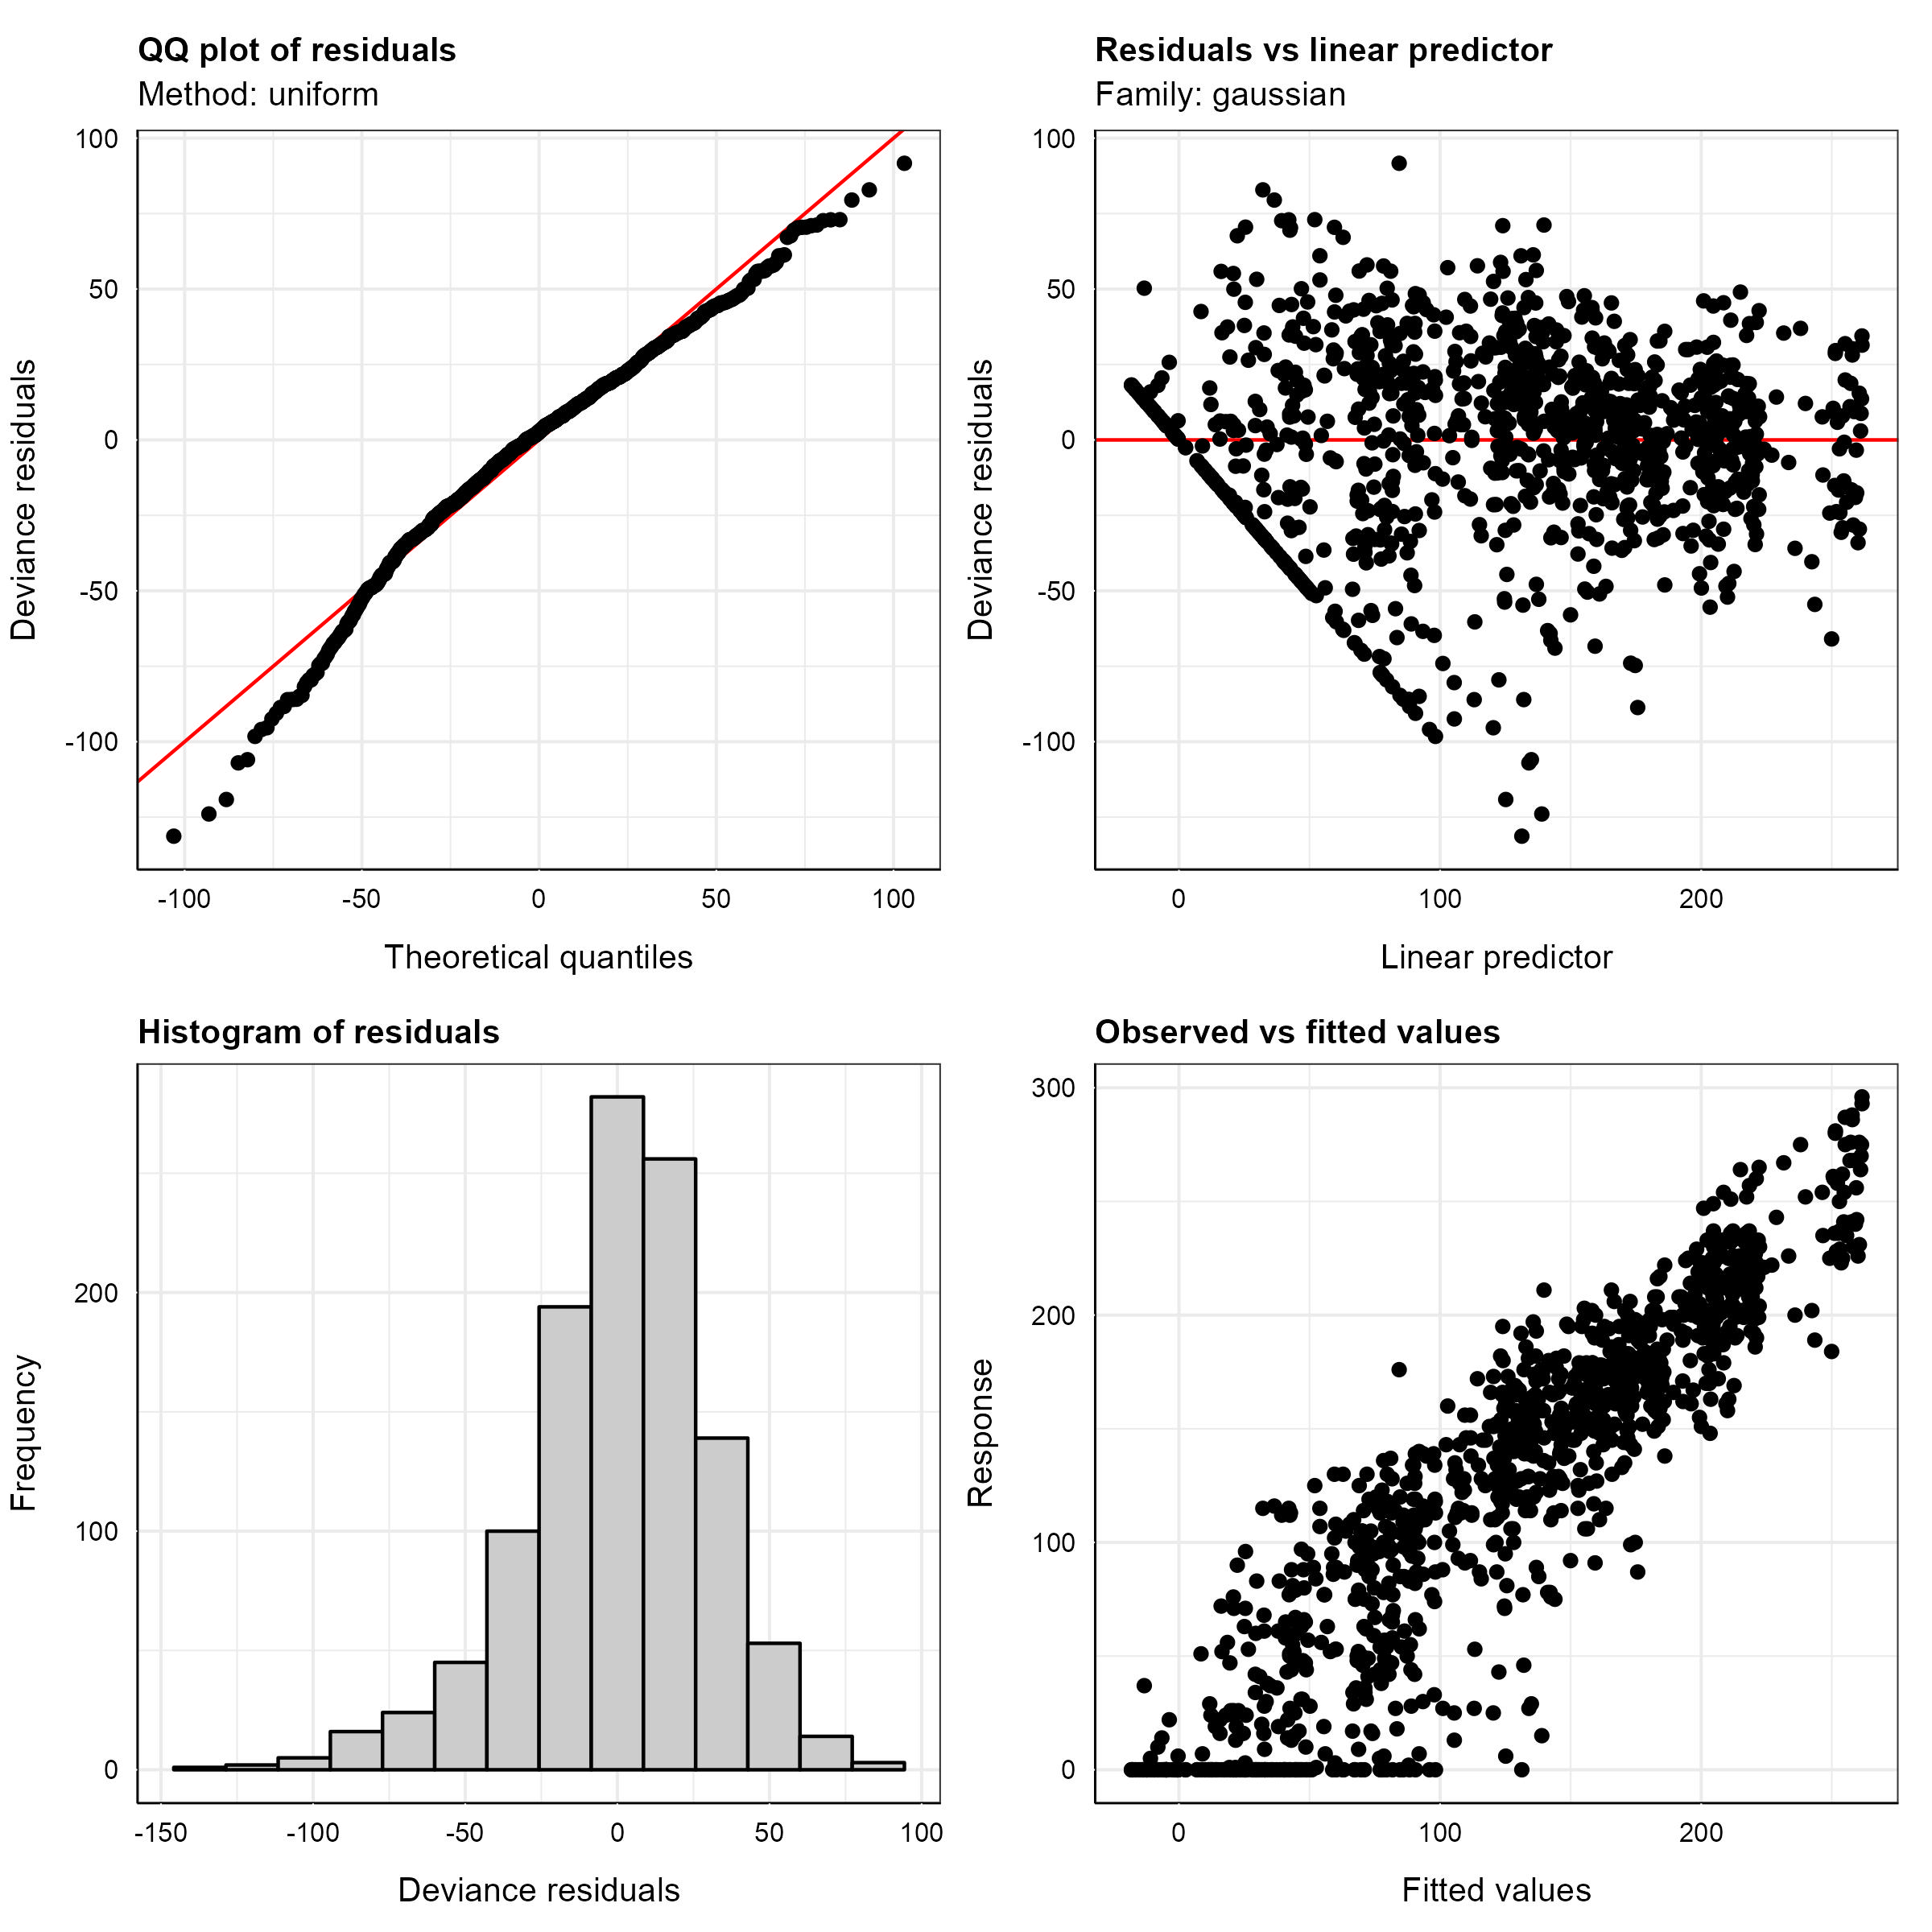 QQ plot of residuals
Method: uniform
100
50
0
-50
-100
Deviance residuals
-100
-50
0
50
100
Theoretical quantiles
Residuals vs linear predictor
Family: gaussian
100
50
0
-50
-100
Deviance residuals
0
100
200
Linear predictor
Histogram of residuals
200
100
0
Frequency
-150
-100
-50
0
50
100
Deviance residuals
Observed vs fitted values
300
200
100
0
Response
0
100
200
Fitted values